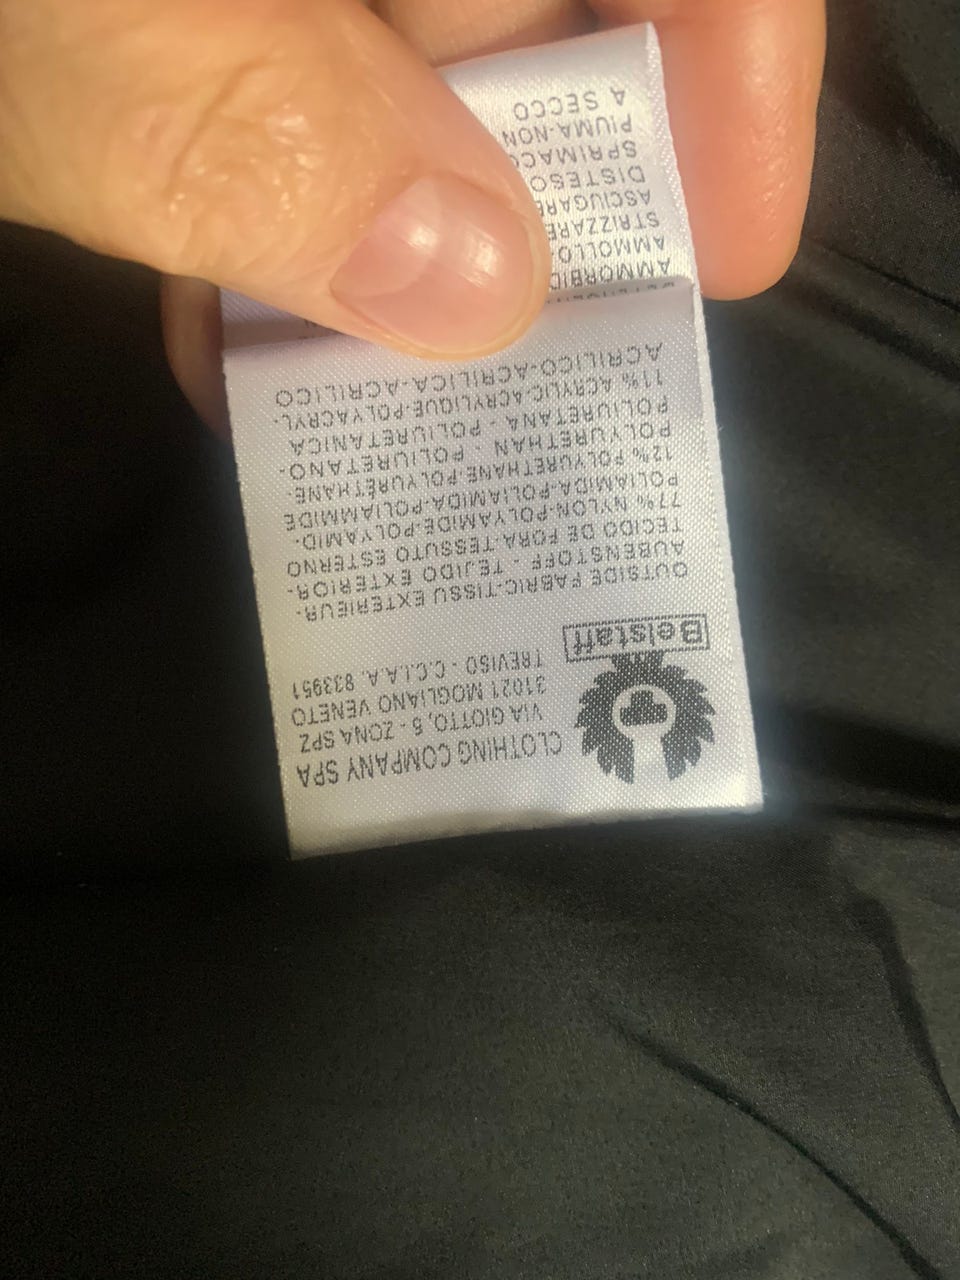 CLOTHING COMPANY SPA
VIA GIOTTO, 5 - ZONA SPZ
31021 MOGLIANO VENETO
TREVISO - C.C.I.A.A. 933951
Belstaff
OUTSIDE FABRIC-TISSU EXTERIEUR-
AUBENSTOFF - TEJIDO EXTERIOR-
TECIDO DE FORA-TESSUTO ESTERNO
77% NYLON-POLYAMIDE-POLYAMID-
POLIAMIDA-POLIAMIDA-POLIAMMIDE
12% POLYURETHANE-POLYURÉTHANE-
POLYURETHAN - POLIURETANO-
POLIURETANA - POLIURETANICA
11% ACRYLIC-ACRYLIQUE-POLYACRYL-
ACRILICO-ACRILICA-ACRILICO
AMMORBID
AMMOLLO
STRIZZARE
ASCIUGARE
DISTESO
SPRIMACC
PIUMA-NON
A SECCO